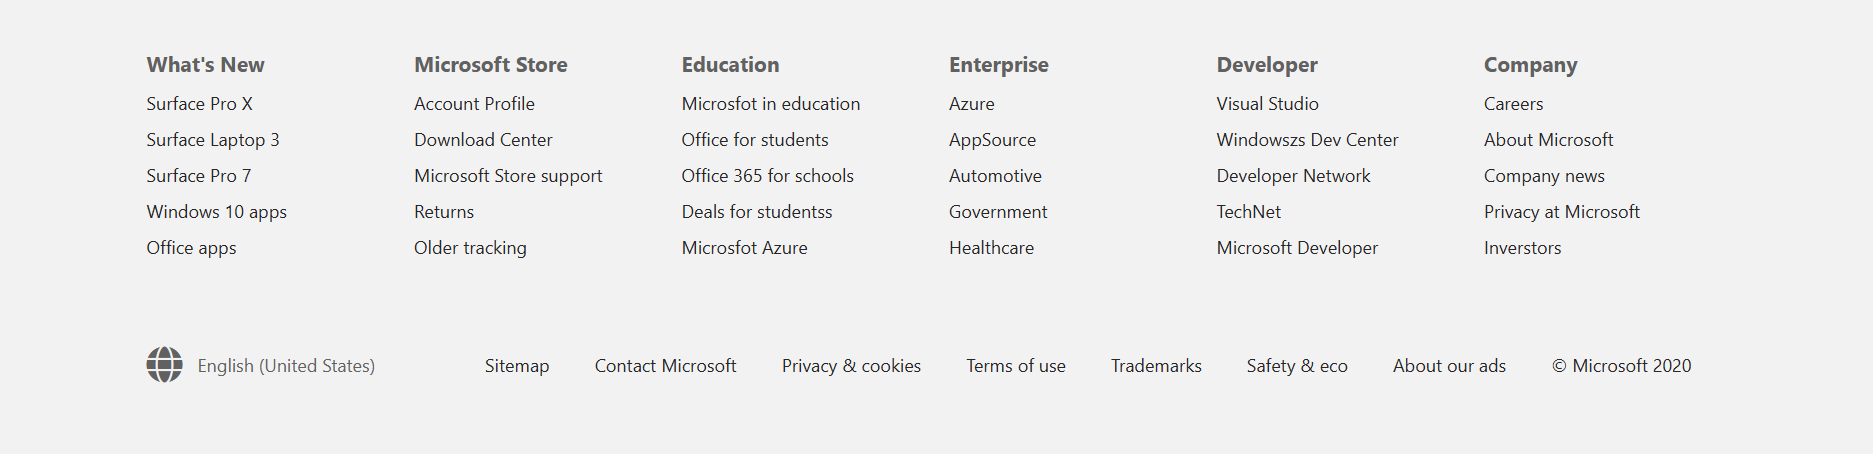 What's New
Surface Pro X
Surface Laptop 3
Surface Pro 7
Windows 10 apps
Office apps
Microsoft Store
Account Profile
Download Center
Microsoft Store support
Returns
Older tracking
Education
Microsfot in education
Office for students
Office 365 for schools
Deals for studentss
Microsfot Azure
Enterprise
Azure
AppSource
Automotive
Government
Healthcare
Developer
Visual Studio
Windowszs Dev Center
Developer Network
TechNet
Microsoft Developer
Company
Careers
About Microsoft
Company news
Privacy at Microsoft
Inverstors
English (United States) Sitemap Contact Microsoft Privacy & cookies Terms of use Trademarks Safety & eco About our ads © Microsoft 2020